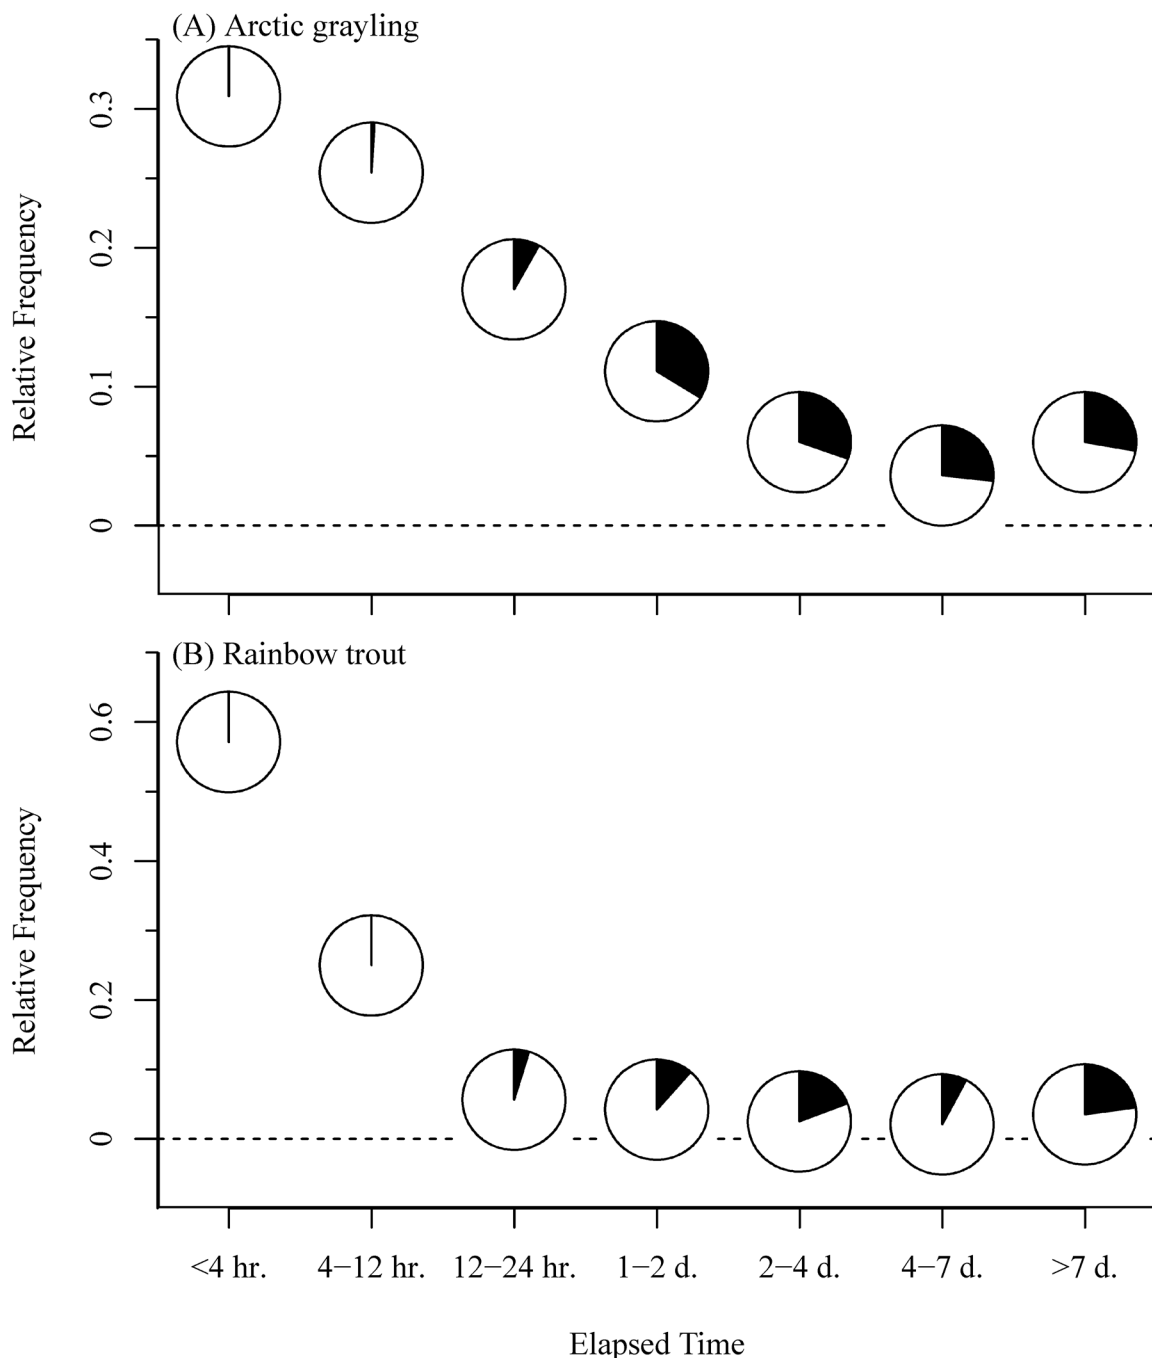 (A) Arctic grayling
Relative Frequency
0.3
0.2
0.1
0
(B) Rainbow trout
Relative Frequency
0.6
0.4
0.2
0
<4 hr. 4−12 hr. 12−24 hr. 1−2 d. 2−4 d. 4−7 d. >7 d.
Elapsed Time